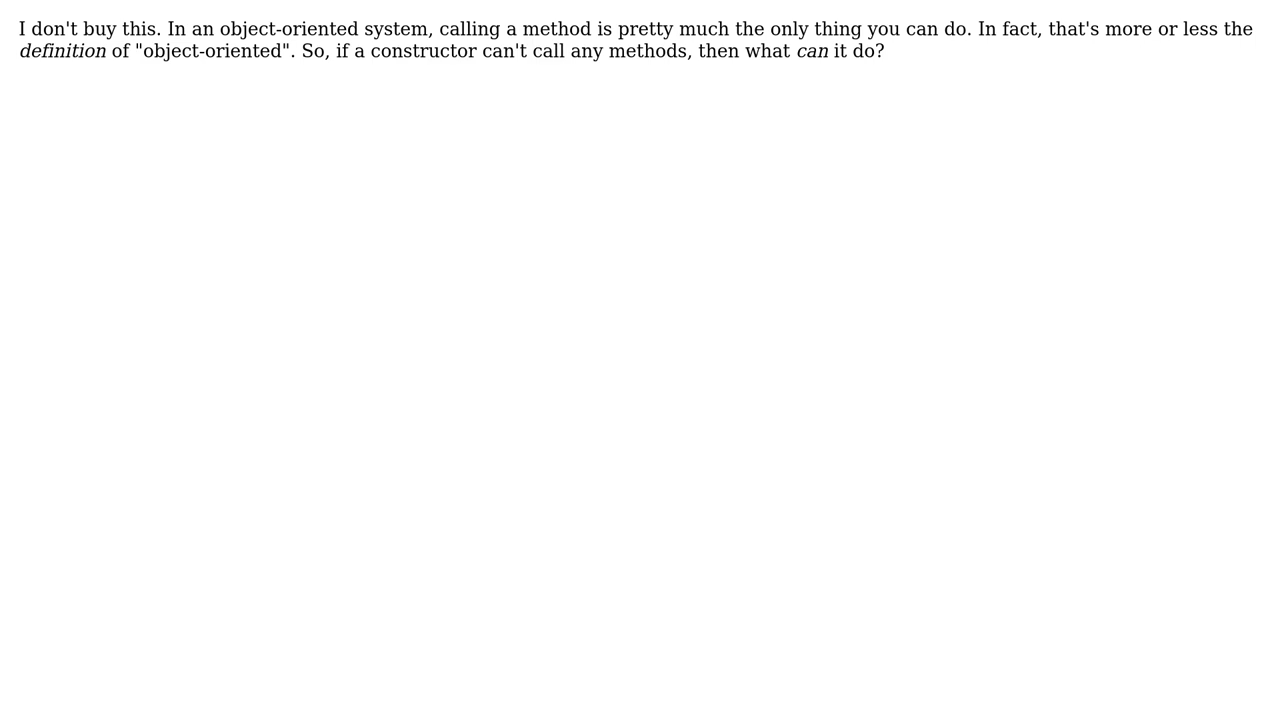 I don't buy this. In an object-oriented system, calling a method is pretty much the only thing you can do. In fact, that's more or less the
definition of "object-oriented". So, if a constructor can't call any methods, then what can it do?